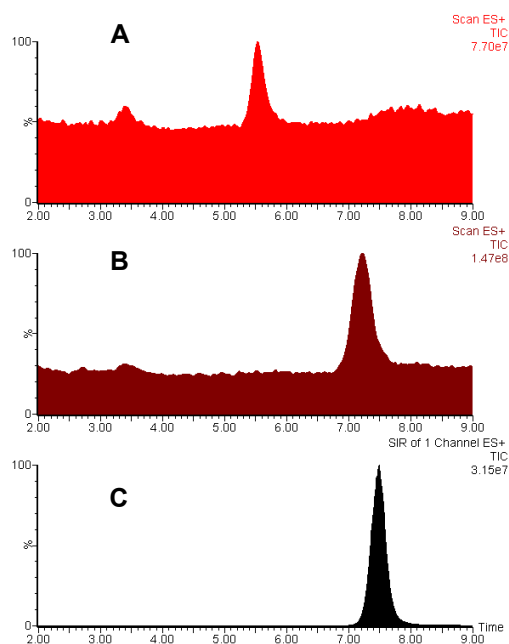 Scan ES+
TIC
7.70e7
A
100
%
0
2.00 3.00 4.00 5.00 6.00 7.00 8.00 9.00
Scan ES+
TIC
1.47e8
B
100
%
0
2.00 3.00 4.00 5.00 6.00 7.00 8.00 9.00
SIR of 1 Channel ES+
TIC
3.15e7
C
100
%
0
2.00 3.00 4.00 5.00 6.00 7.00 8.00 9.00 Time